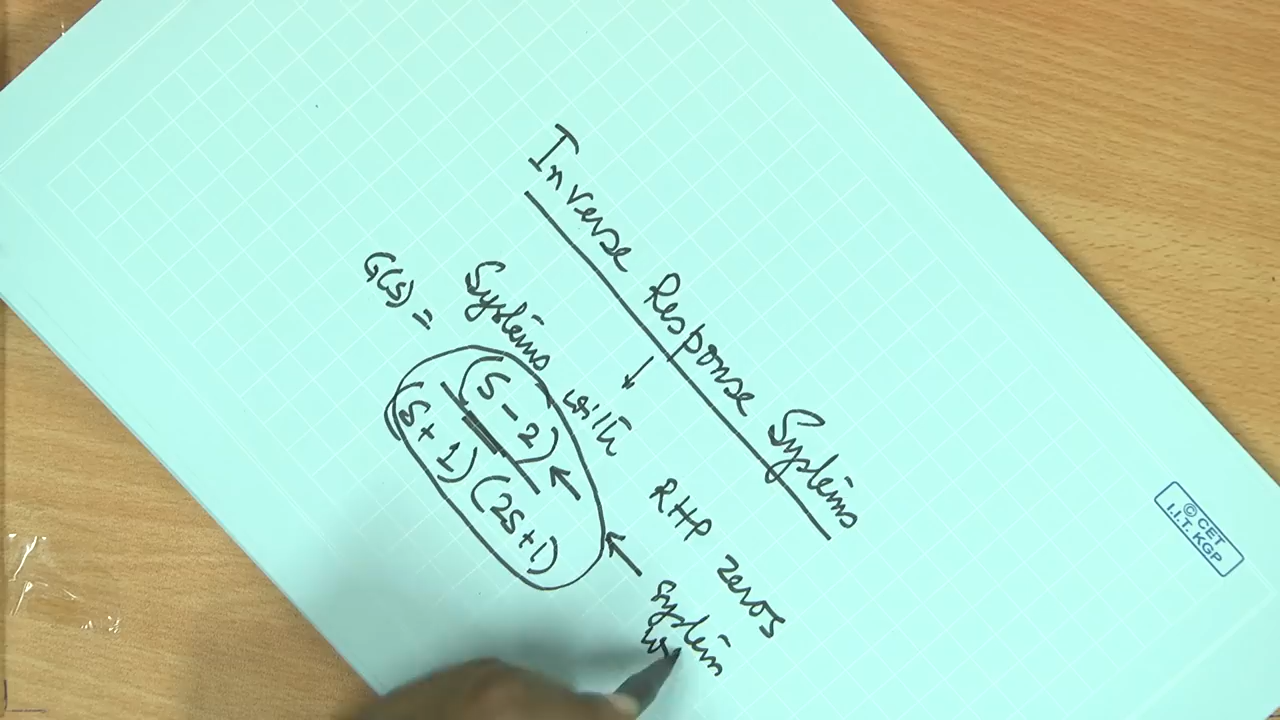 Inverse Response Systems
↓
Systems with RHP zeros
G(s) = (s - 2)
(s + 1) (2s + 1)
System
© CET
I.I.T. KGP